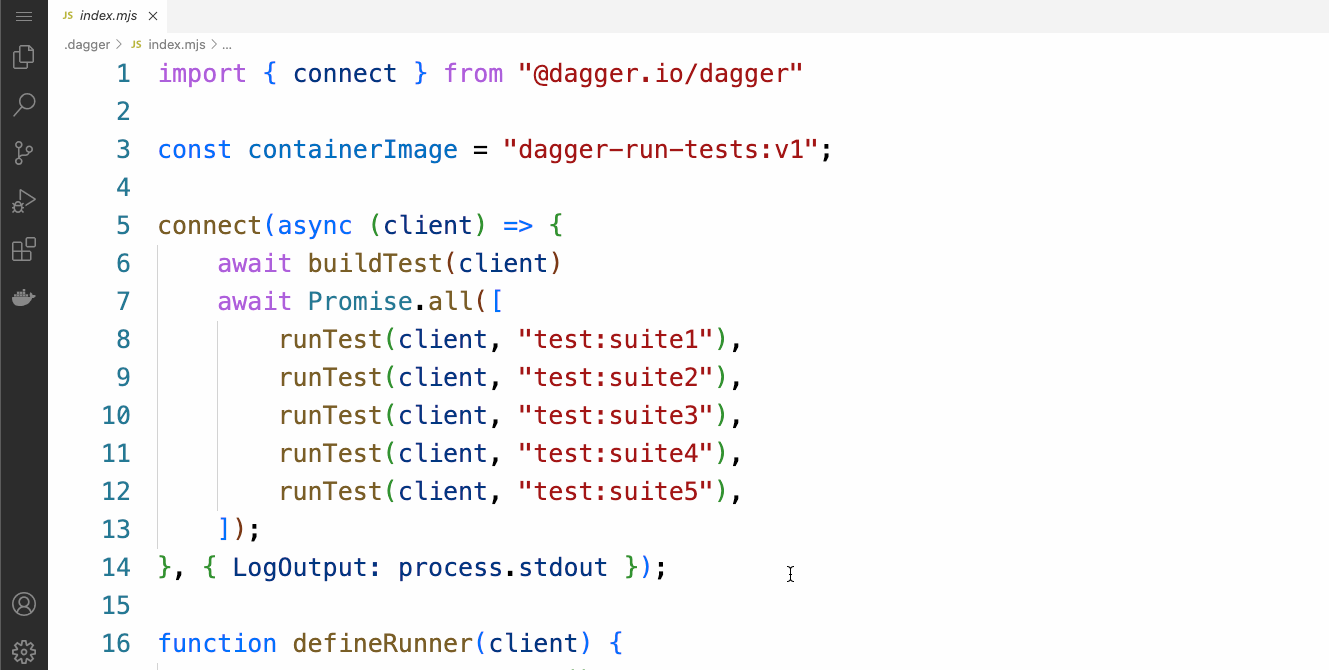 JS index.mjs
.dagger > JS index.mjs > ...
1 import { connect } from "@dagger.io/dagger"
2
3 const containerImage = "dagger-run-tests:v1";
4
5 connect(async (client) => {
6     await buildTest(client)
7     await Promise.all([
8         runTest(client, "test:suite1"),
9         runTest(client, "test:suite2"),
10         runTest(client, "test:suite3"),
11         runTest(client, "test:suite4"),
12         runTest(client, "test:suite5"),
13     ]);
14 }, { LogOutput: process.stdout });
15
16 function defineRunner(client) {